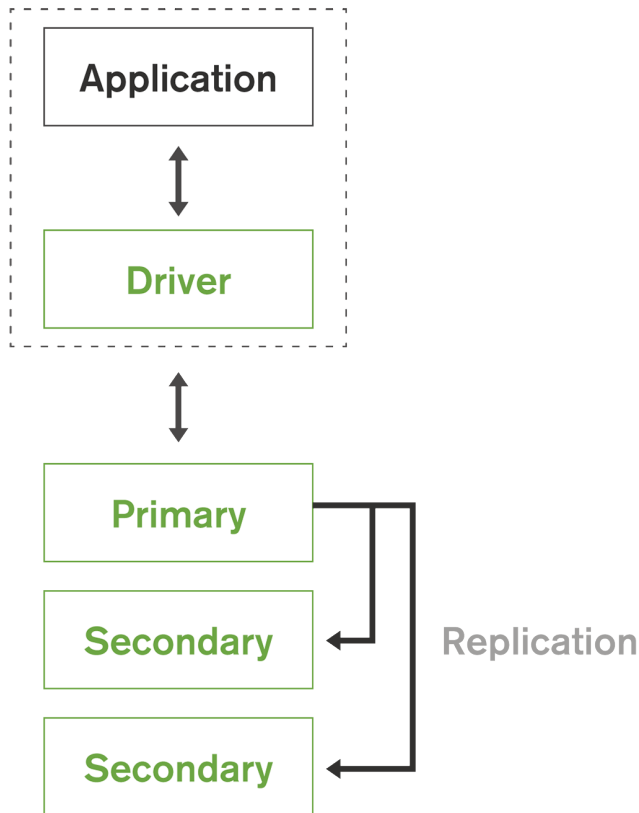 Application
Driver
Primary
Secondary
Replication
Secondary